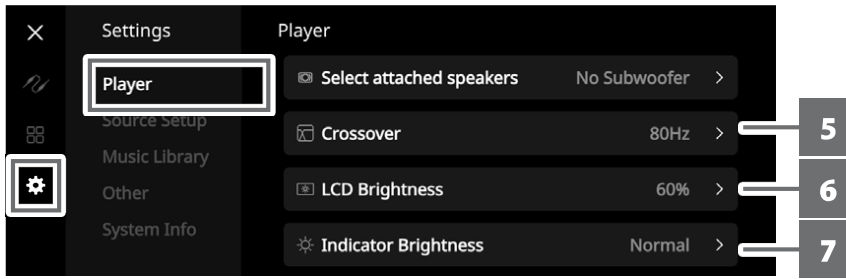 Settings
Player
Source Setup
Music Library
Other
System Info
Player
Select attached speakers No Subwoofer
Crossover 80Hz
LCD Brightness 60%
Indicator Brightness Normal
5
6
7